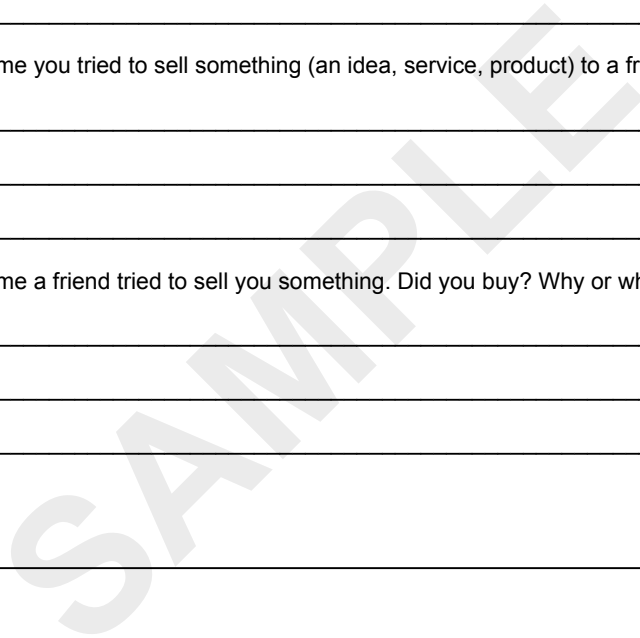 me you tried to sell something (an idea, service, product) to a fr
me a friend tried to sell you something. Did you buy? Why or wh
SAMPLE